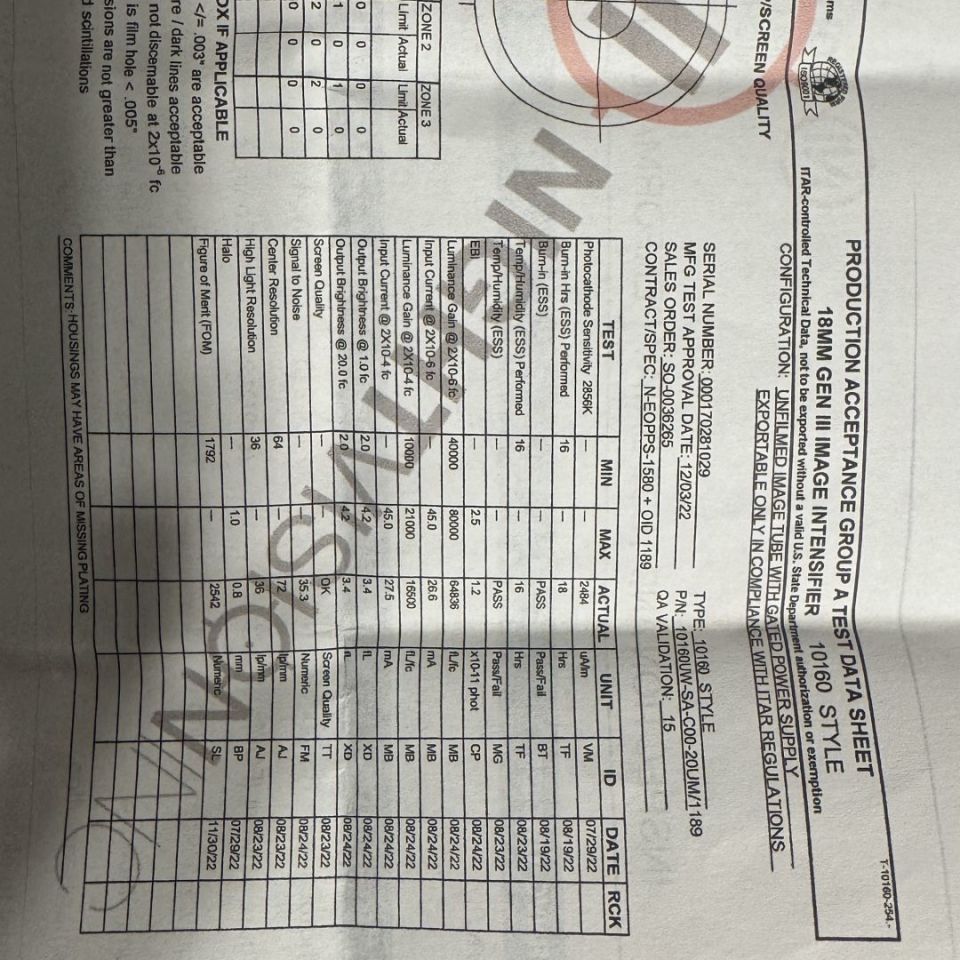 T-10160-254.-
PRODUCTION ACCEPTANCE GROUP A TEST DATA SHEET
18MM GEN III IMAGE INTENSIFIER 10160 STYLE
ITAR-controlled Technical Data, not to be exported without a valid U.S. State Department authorization or exemption
CONFIGURATION: UNFILMED IMAGE TUBE WITH GATED POWER SUPPLY
EXPORTABLE ONLY IN COMPLIANCE WITH ITAR REGULATIONS
ms
REGISTERED
ISO9001
/SCREEN QUALITY
SERIAL NUMBER: 000170281029 TYPE: 10160 STYLE
MFG TEST APPROVAL DATE: 12/03/22 P/N: 10160UW-SA-C00-20UM/1189
SALES ORDER: SO-0036265 QA VALIDATION: 15
CONTRACT/SPEC: N-EOPPS-1580 + OID 1189
TEST MIN MAX ACTUAL UNIT ID DATE RCK
Photocathode Sensitivity 2856K — — 2484 uA/lm VM 07/29/22
Burn-in Hrs (ESS) Performed 16 — 18 Hrs TF 08/19/22
Burn-in (ESS) — — PASS Pass/Fail BT 08/19/22
Temp/Humidity (ESS) Performed 16 — 16 Hrs TF 08/23/22
Temp/Humidity (ESS) — — PASS Pass/Fail MG 08/23/22
EBI — 2.5 1.2 x10-11 phot CP 08/24/22
Luminance Gain @ 2X10-6 fc 40000 80000 64836 fL/fc MB 08/24/22
Input Current @ 2X10-6 fc — 45.0 26.6 mA MB 08/24/22
Luminance Gain @ 2X10-4 fc 10000 21000 16500 fL/fc MB 08/24/22
Input Current @ 2X10-4 fc — 45.0 27.5 mA MB 08/24/22
Output Brightness @ 1.0 fc 2.0 4.2 3.4 fL XD 08/24/22
Output Brightness @ 20.0 fc 2.0 4.2 3.4 fL XD 08/24/22
Screen Quality — — OK Screen Quality TT 08/23/22
Signal to Noise — — 35.3 Numeric FM 08/24/22
Center Resolution 64 — 72 lp/mm AJ 08/23/22
High Light Resolution 36 — 36 lp/mm AJ 08/23/22
Halo — 1.0 0.8 mm BP 07/29/22
Figure of Merit (FOM) 1792 — 2542 Numeric SL 11/30/22
COMMENTS: HOUSINGS MAY HAVE AREAS OF MISSING PLATING
ZONE 2 ZONE 3
Limit Actual Limit Actual
0 0 0 0
1 0 1 0
2 0 2 0
0 0 0 0
OX IF APPLICABLE
</= .003" are acceptable
re / dark lines acceptable
not discernable at 2x10-6 fc
is film hole < .005"
sions are not greater than
d scintillations
NIGHTVISION INC